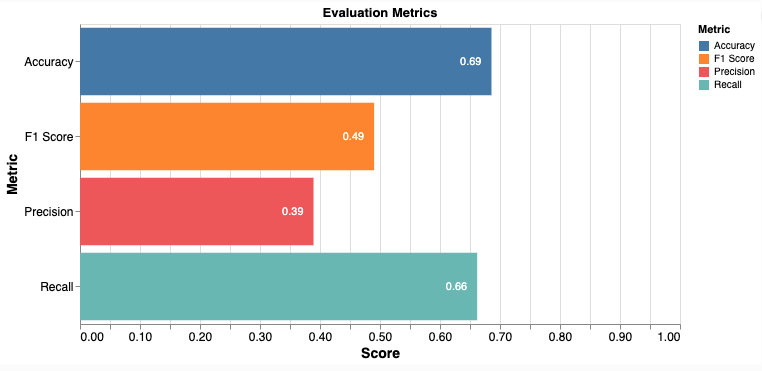 Evaluation Metrics
Metric
Accuracy
F1 Score
Precision
Recall
Accuracy
0.69
F1 Score
0.49
Metric
Precision
0.39
Recall
0.66
0.00 0.10 0.20 0.30 0.40 0.50 0.60 0.70 0.80 0.90 1.00
Score